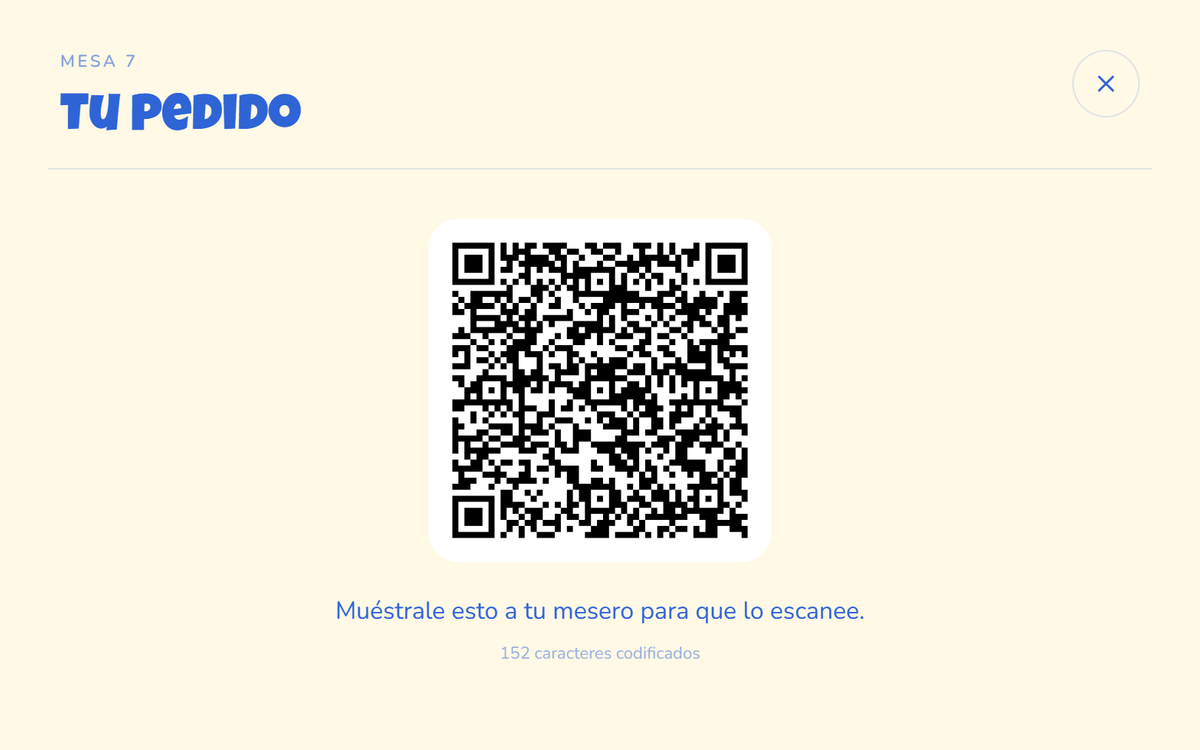 MESA 7
Tu pedido
Muéstrale esto a tu mesero para que lo escanee.
152 caracteres codificados